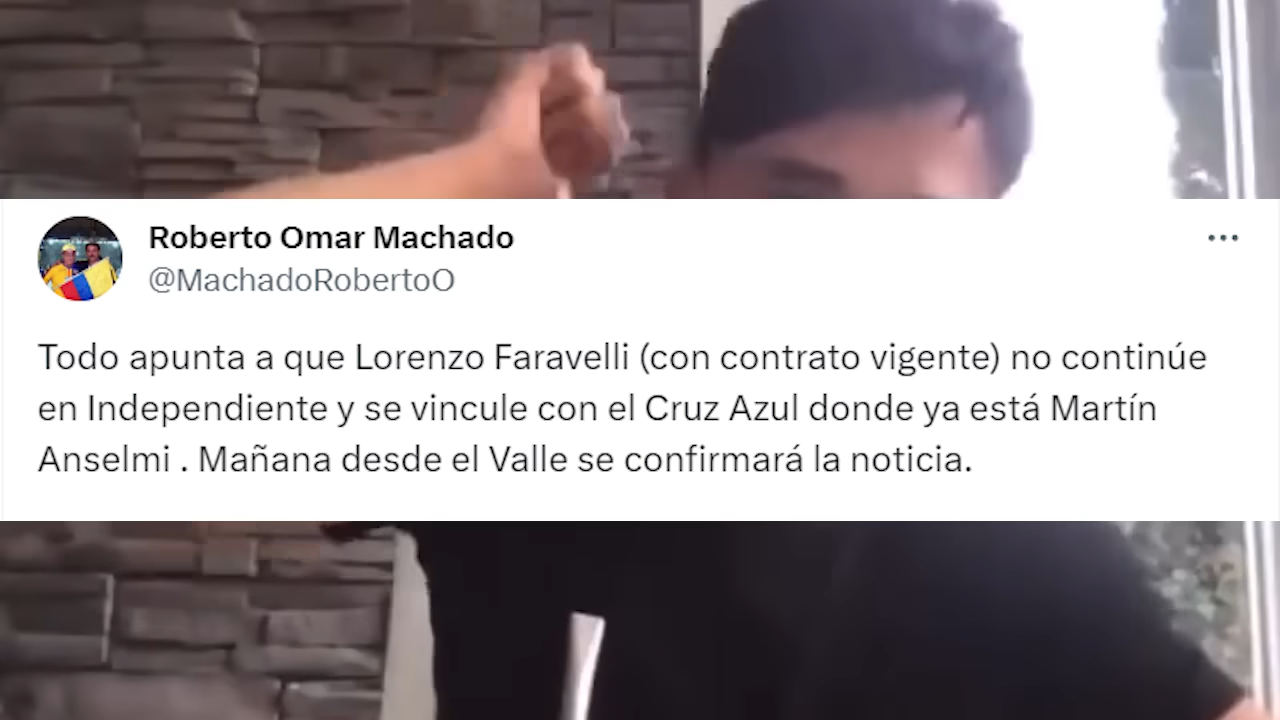 Roberto Omar Machado
@MachadoRobertoO
Todo apunta a que Lorenzo Faravelli (con contrato vigente) no continúe
en Independiente y se vincule con el Cruz Azul donde ya está Martín
Anselmi . Mañana desde el Valle se confirmará la noticia.